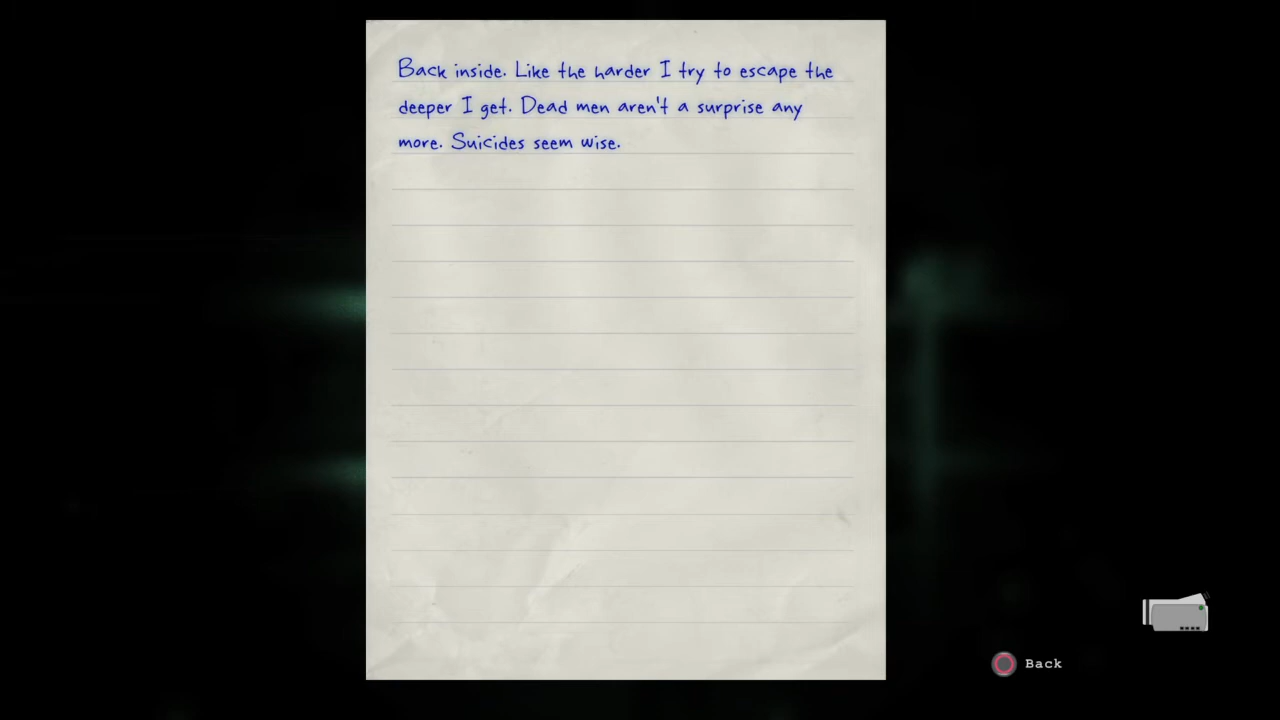 Back inside. Like the harder I try to escape the
deeper I get. Dead men aren't a surprise any
more. Suicides seem wise.
Back